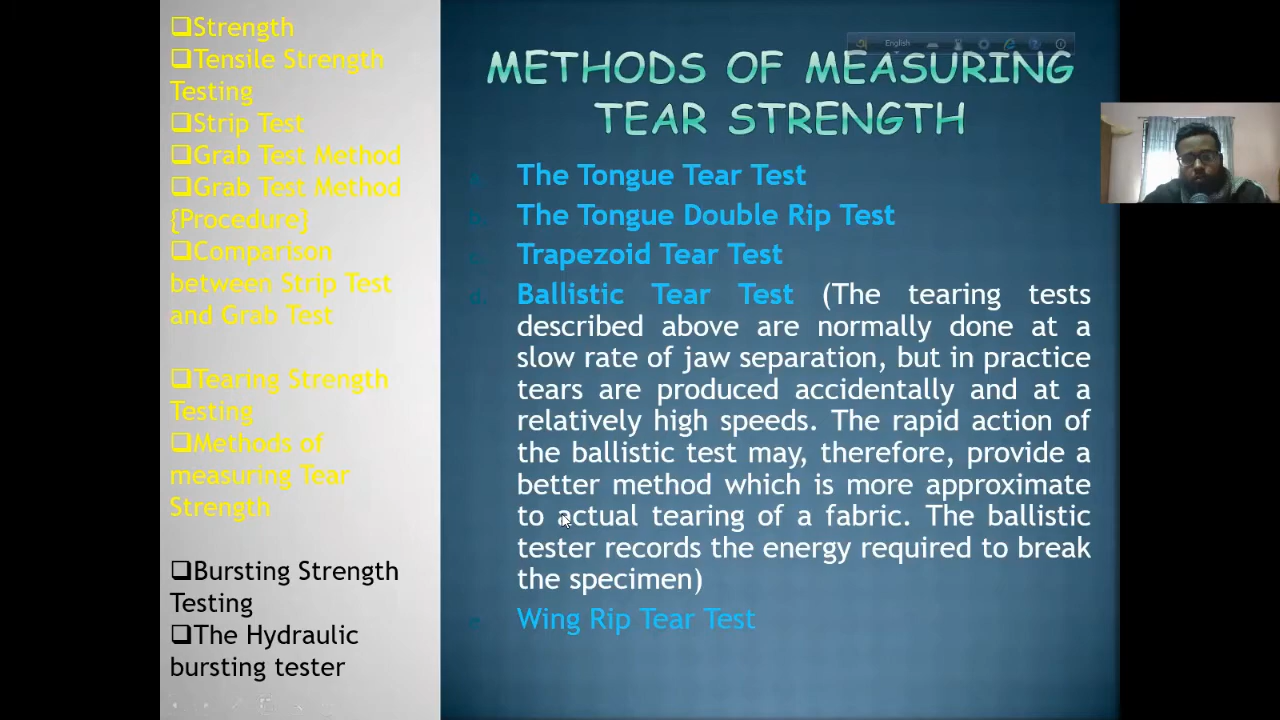 ❑Strength
❑Tensile Strength
Testing
❑Strip Test
❑Grab Test Method
❑Grab Test Method
{Procedure}
❑Comparison
between Strip Test
and Grab Test
❑Tearing Strength
Testing
❑Methods of
measuring Tear
Strength
❑Bursting Strength
Testing
❑The Hydraulic
bursting tester
English
METHODS OF MEASURING
TEAR STRENGTH
a. The Tongue Tear Test
b. The Tongue Double Rip Test
c. Trapezoid Tear Test
d. Ballistic Tear Test (The tearing tests
described above are normally done at a
slow rate of jaw separation, but in practice
tears are produced accidentally and at a
relatively high speeds. The rapid action of
the ballistic test may, therefore, provide a
better method which is more approximate
to actual tearing of a fabric. The ballistic
tester records the energy required to break
the specimen)
e. Wing Rip Tear Test